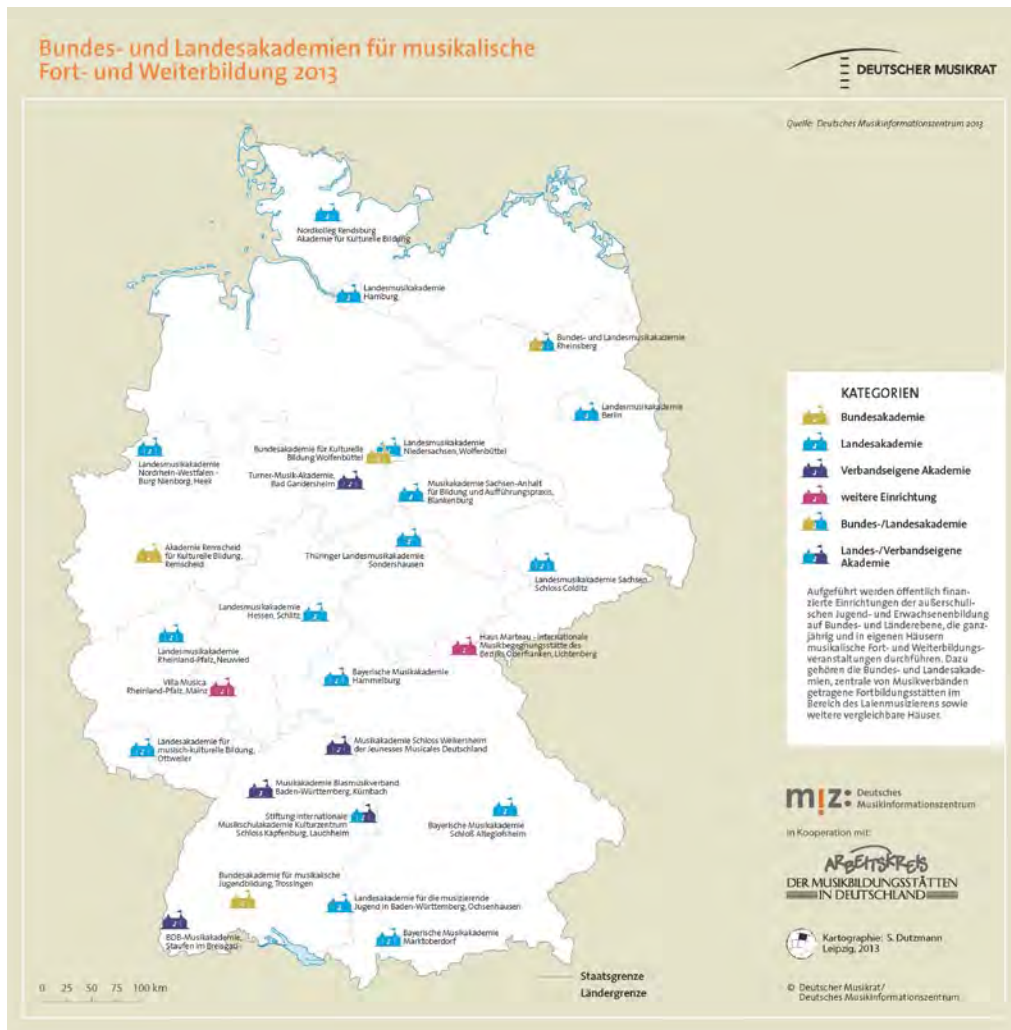 Bundes- und Landesakademien für musikalische
Fort- und Weiterbildung 2013
DEUTSCHER MUSIKRAT
Quelle: Deutsches Musikinformationszentrum 2013
Nordkolleg Rendsburg
Akademie für Kulturelle Bildung
Landesmusikakademie
Hamburg
Bundes- und Landesmusikakademie
Rheinsberg
Landesmusikakademie
Berlin
Landesmusikakademie
Nordrhein-Westfalen -
Burg Nienborg, Heek
Bundesakademie für Kulturelle
Bildung Wolfenbüttel
Landesmusikakademie
Niedersachsen, Wolfenbüttel
Turner-Musik-Akademie,
Bad Gandersheim
Musikakademie Sachsen-Anhalt
für Bildung und Aufführungspraxis,
Blankenburg
Akademie Remscheid
für Kulturelle Bildung,
Remscheid
Thüringer Landesmusikakademie
Sondershausen
Landesmusikakademie Sachsen
Schloss Colditz
Landesmusikakademie
Hessen, Schlitz
Landesmusikakademie
Rheinland-Pfalz, Neuwied
Haus Marteau - Internationale
Musikbegegnungsstätte des
Bezirks Oberfranken, Lichtenberg
Villa Musica
Rheinland-Pfalz, Mainz
Bayerische Musikakademie
Hammelburg
Landesakademie für
musisch-kulturelle Bildung,
Ottweiler
Musikakademie Schloss Weikersheim
der Jeunesses Musicales Deutschland
Musikakademie Blasmusikverband
Baden-Württemberg, Kürnbach
Stiftung Internationale
Musikschulakademie Kulturzentrum
Schloss Kapfenburg, Lauchheim
Bayerische Musikakademie
Schloß Alteglofsheim
Bundesakademie für musikalische
Jugendbildung, Trossingen
Landesakademie für die musizierende
Jugend in Baden-Württemberg, Ochsenhausen
BDB-Musikakademie,
Staufen im Breisgau
Bayerische Musikakademie
Marktoberdorf
KATEGORIEN
Bundesakademie
Landesakademie
Verbandseigene Akademie
weitere Einrichtung
Bundes-/Landesakademie
Landes-/Verbandseigene
Akademie
Aufgeführt werden öffentlich finan-
zierte Einrichtungen der außerschuli-
schen Jugend- und Erwachsenenbildung
auf Bundes- und Länderebene, die ganz-
jährig und in eigenen Häusern
musikalische Fort- und Weiterbildungs-
veranstaltungen durchführen. Dazu
gehören die Bundes- und Landesakade-
mien, zentrale von Musikverbänden
getragene Fortbildungsstätten im
Bereich des Laienmusizierens sowie
weitere vergleichbare Häuser.
miz: Deutsches
Musikinformationszentrum
in Kooperation mit:
ARBEITSKREIS
DER MUSIKBILDUNGSSTÄTTEN
IN DEUTSCHLAND
Kartographie: S. Dutzmann
Leipzig, 2013
© Deutscher Musikrat/
Deutsches Musikinformationszentrum
Staatsgrenze
Ländergrenze
0 25 50 75 100 km